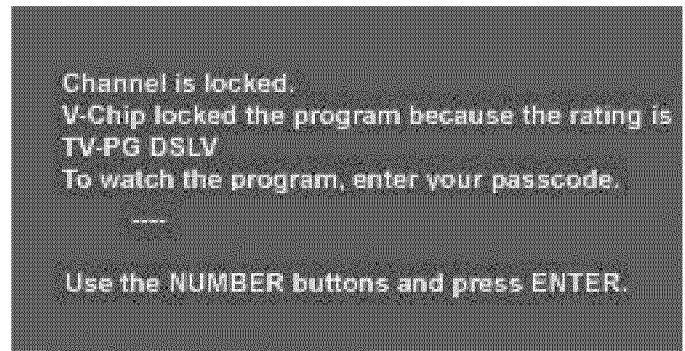 Channel is locked.
V-Chip locked the program because the rating is
TV-PG DSLV
To watch the program, enter your passcode.
----
Use the NUMBER buttons and press ENTER.